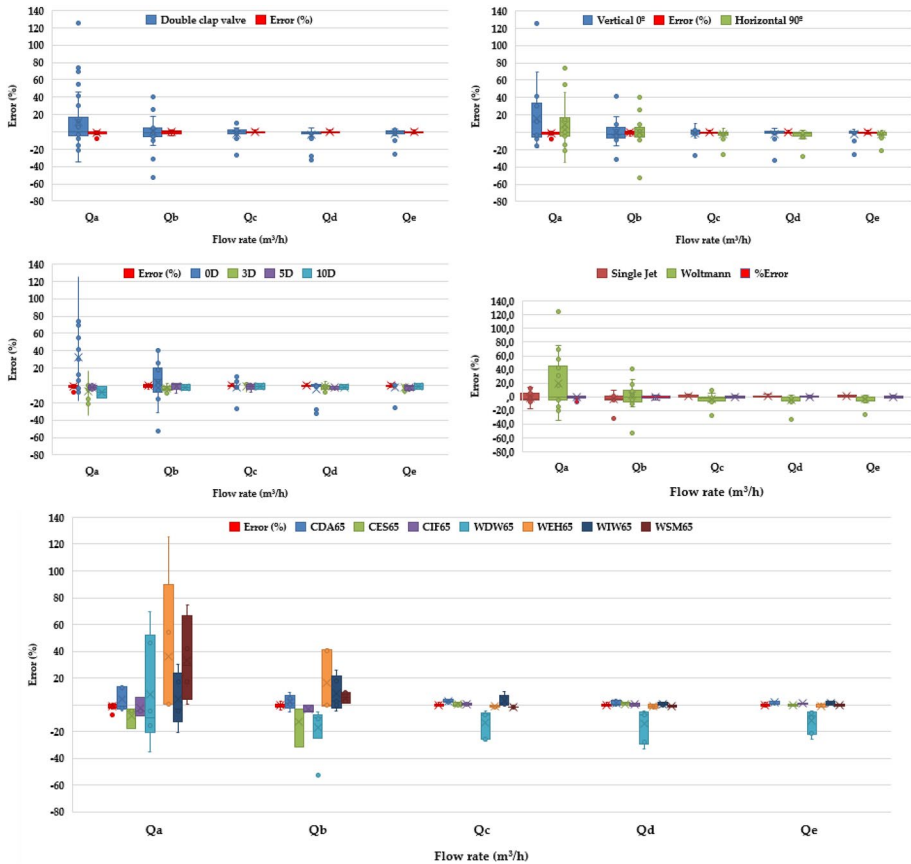 Double clap valve Error (%)
140
120
100
80
60
40
20
-20
-40
-60
-80
Error (%)
Qa Qb Qc Qd Qe
Flow rate (m³/h)
Vertical 0º Error (%) Horizontal 90º
140
120
100
80
60
40
20
-20
-40
-60
-80
Error (%)
Qa Qb Qc Qd Qe
Flow rate (m³/h)
Error (%) 0D 3D 5D 10D
140
120
100
80
60
40
20
0
-20
-40
-60
-80
Error (%)
Qa Qb Qc Qd Qe
Flow rate (m³/h)
Single Jet Woltmann %Error
140,0
120,0
100,0
80,0
60,0
40,0
20,0
0,0
-20,0
-40,0
-60,0
-80,0
Error (%)
Qa Qb Qc Qd Qe
Flow rate (m³/h)
Error (%) CDA65 CES65 CIF65 WDW65 WEH65 WIW65 WSM65
140
120
100
80
60
40
20
0
-20
-40
-60
-80
Error (%)
Qa Qb Qc Qd Qe
Flow rate (m³/h)